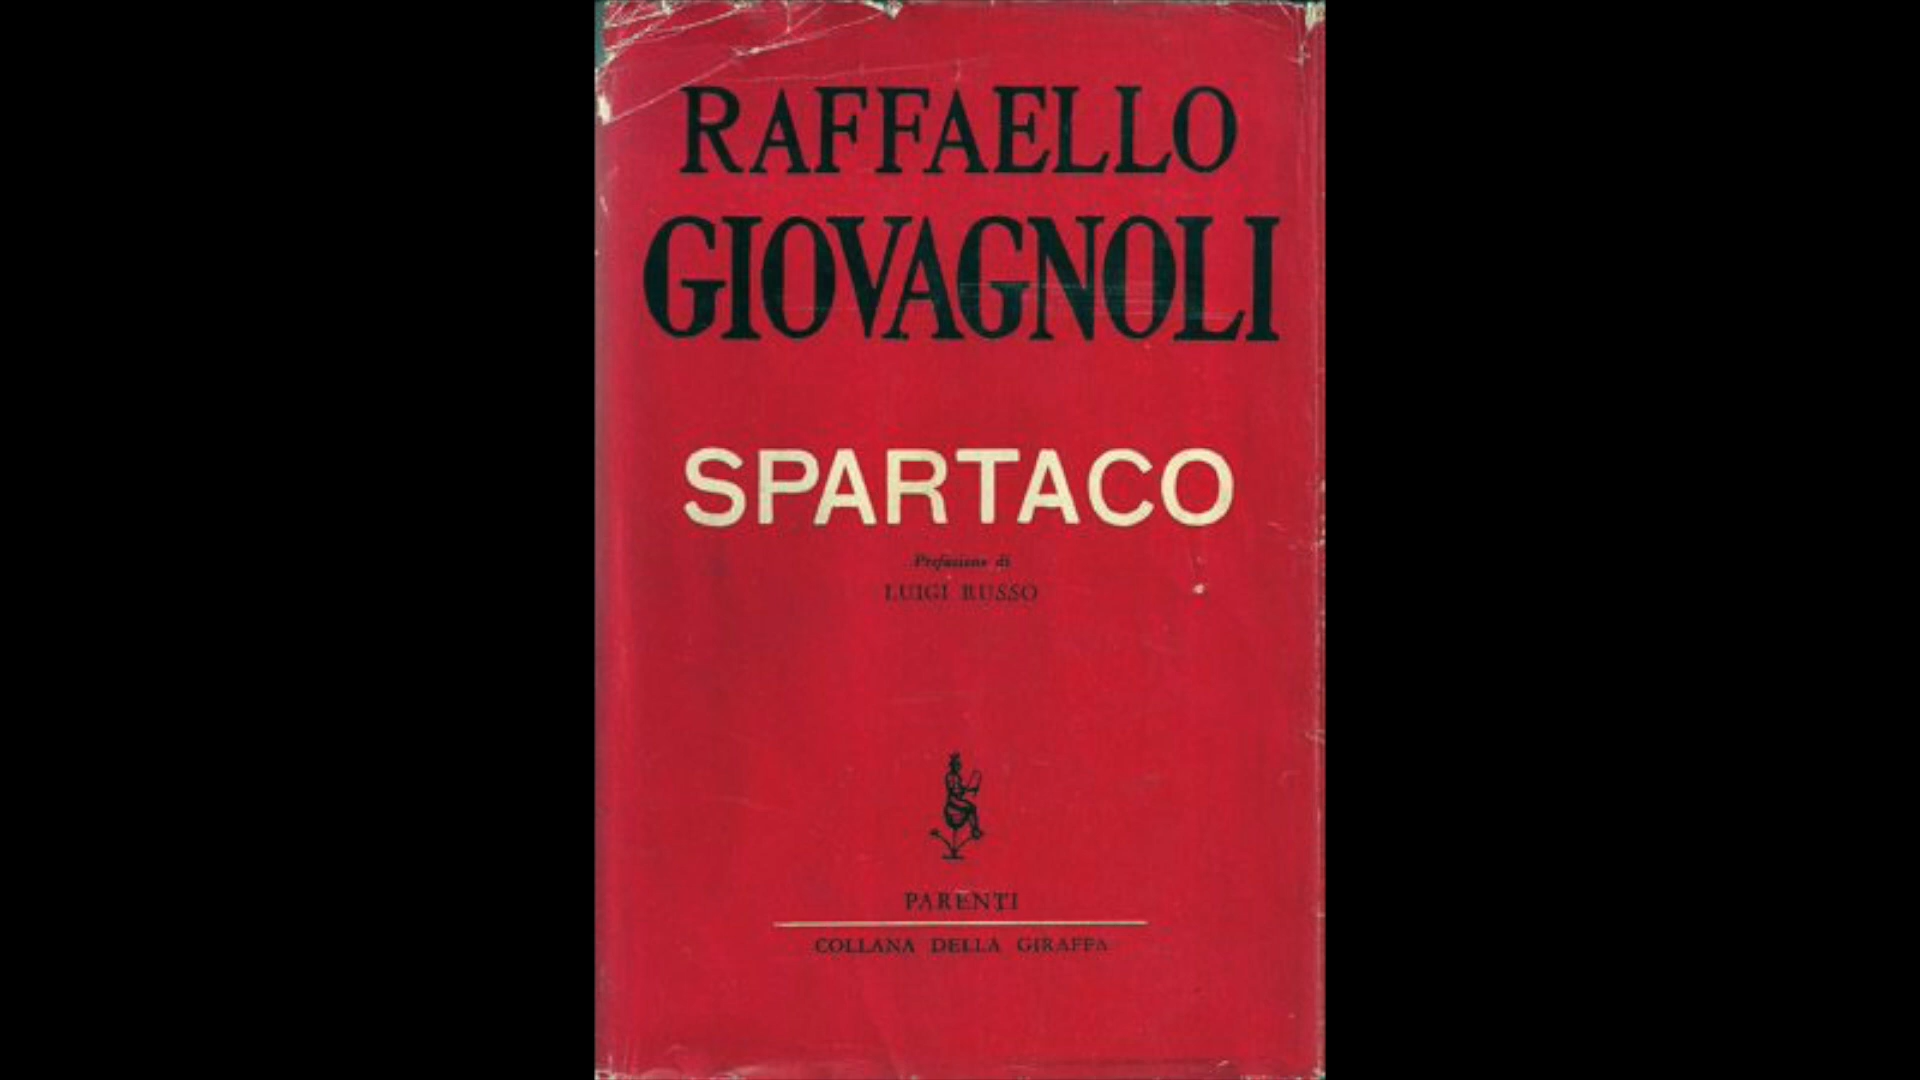 RAFFAELLO
GIOVAGNOLI
SPARTACO
Prefazione di
LUIGI RUSSO
PARENTI
COLLANA DELLA GIRAFFA